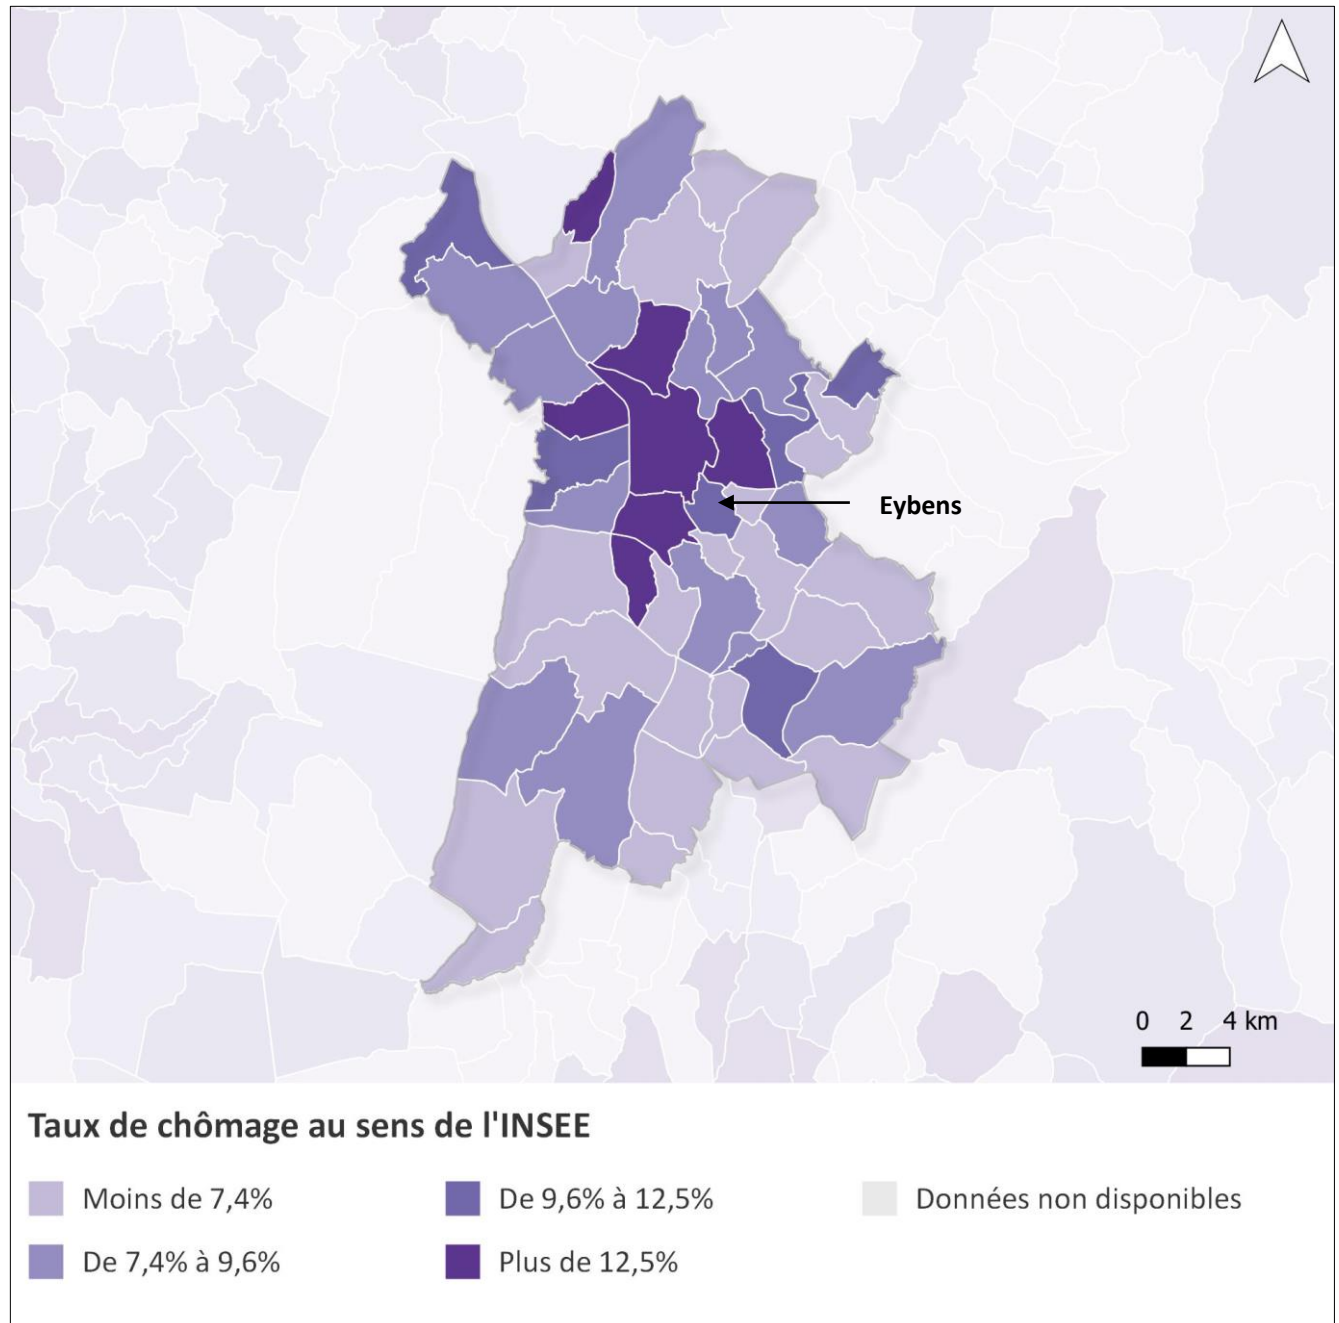 Eybens
0 2 4 km
Taux de chômage au sens de l'INSEE
Moins de 7,4%
De 9,6% à 12,5%
Données non disponibles
De 7,4% à 9,6%
Plus de 12,5%